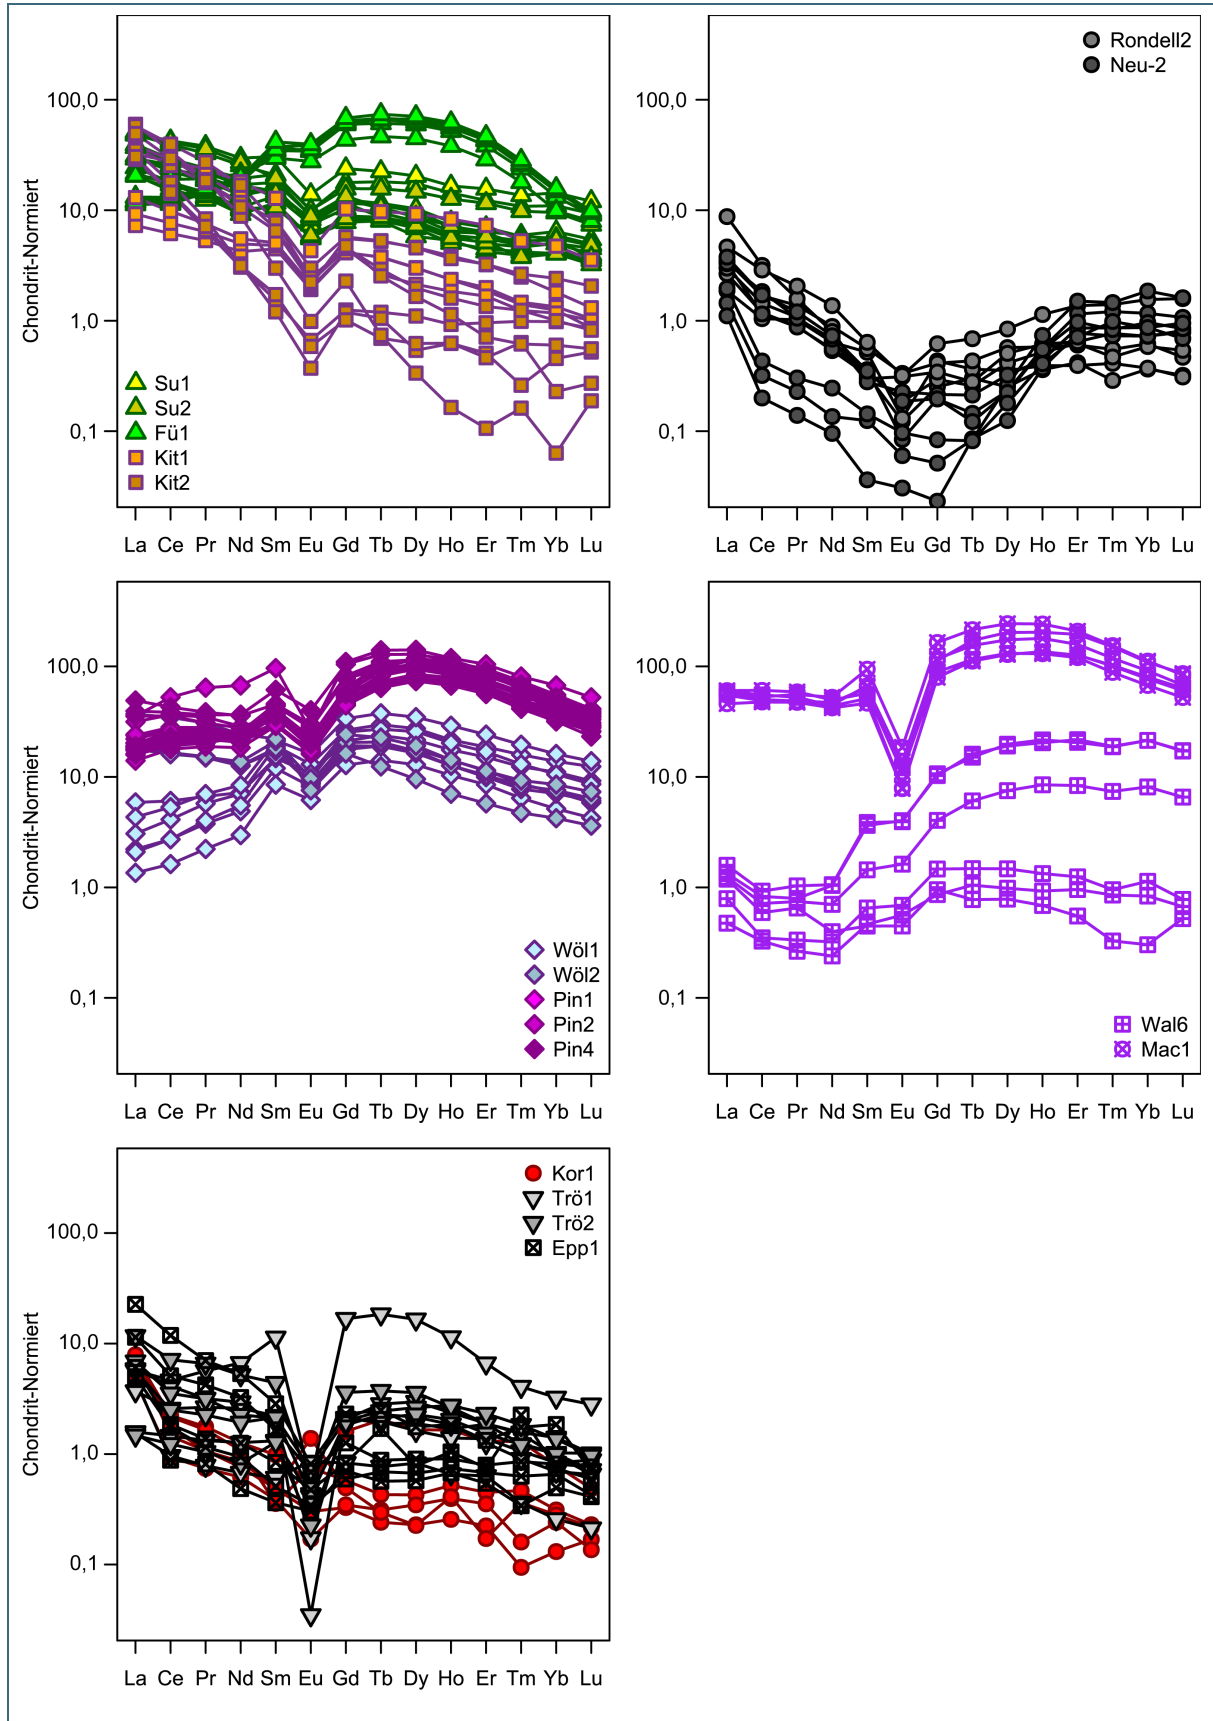 Chondrit-Normiert
100,0
10,0
1,0
0,1
Su1
Su2
Fü1
Kit1
Kit2
La Ce Pr Nd Sm Eu Gd Tb Dy Ho Er Tm Yb Lu
100,0
10,0
1,0
0,1
Rondell2
Neu-2
La Ce Pr Nd Sm Eu Gd Tb Dy Ho Er Tm Yb Lu
Chondrit-Normiert
100,0
10,0
1,0
0,1
Wöl1
Wöl2
Pin1
Pin2
Pin4
La Ce Pr Nd Sm Eu Gd Tb Dy Ho Er Tm Yb Lu
100,0
10,0
1,0
0,1
Wal6
Mac1
La Ce Pr Nd Sm Eu Gd Tb Dy Ho Er Tm Yb Lu
Chondrit-Normiert
100,0
10,0
1,0
0,1
Kor1
Trö1
Trö2
Epp1
La Ce Pr Nd Sm Eu Gd Tb Dy Ho Er Tm Yb Lu